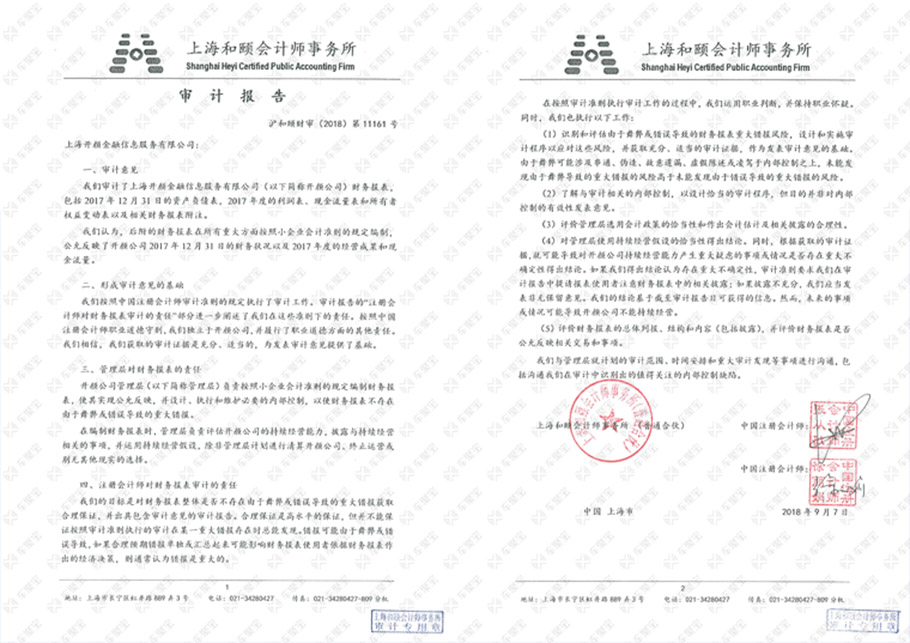 上海和颐会计师事务所
Shanghai Heyi Certified Public Accounting Firm
审 计 报 告
沪和颐财审（2018）第 11161 号
上海开颜金融信息服务有限公司：
一、审计意见
我们审计了上海开颜金融信息服务有限公司（以下简称开颜公司）财务报表，
包括 2017 年 12 月 31 日的资产负债表，2017 年度的利润表、现金流量表和所有者
权益变动表以及相关财务报表附注。
我们认为，后附的财务报表在所有重大方面按照小企业会计准则的规定编制，
公允反映了开颜公司 2017 年 12 月 31 日的财务状况以及 2017 年度的经营成果和现
金流量。
二、形成审计意见的基础
我们按照中国注册会计师审计准则的规定执行了审计工作。审计报告的“注册会
计师对财务报表审计的责任”部分进一步阐述了我们在这些准则下的责任。按照中国
注册会计师职业道德守则，我们独立于开颜公司，并履行了职业道德方面的其他责任。
我们相信，我们获取的审计证据是充分、适当的，为发表审计意见提供了基础。
三、管理层对财务报表的责任
开颜公司管理层（以下简称管理层）负责按照小企业会计准则的规定编制财务报
表，使其实现公允反映，并设计、执行和维护必要的内部控制，以使财务报表不存在
由于舞弊或错误导致的重大错报。
在编制财务报表时，管理层负责评估开颜公司的持续经营能力，披露与持续经营
相关的事项，并运用持续经营假设，除非管理层计划进行清算开颜公司、终止运营或
别无其他现实的选择。
四、注册会计师对财务报表审计的责任
我们的目标是对财务报表整体是否不存在由于舞弊或错误导致的重大错报获取
合理保证，并出具包含审计意见的审计报告。合理保证是高水平的保证，但并不能保
证按照审计准则执行的审计在某一重大错报存在时总能发现。错报可能由于舞弊或错
误导致，如果合理预期错报单独或汇总起来可能影响财务报表使用者依据财务报表作
出的经济决策，则通常认为错报是重大的。
1
地址：上海市长宁区虹井路 889 弄 3 号 电话：021-34280427 传真：34280427-809 分机
上海和颐会计师事务所
审计专用章
上海和颐会计师事务所
Shanghai Heyi Certified Public Accounting Firm
在按照审计准则执行审计工作的过程中，我们运用职业判断，并保持职业怀疑。
同时，我们也执行以下工作：
（1）识别和评估由于舞弊或错误导致的财务报表重大错报风险，设计和实施审
计程序以应对这些风险，并获取充分、适当的审计证据，作为发表审计意见的基础。
由于舞弊可能涉及串通、伪造、故意遗漏、虚假陈述或凌驾于内部控制之上，未能发
现由于舞弊导致的重大错报的风险高于未能发现由于错误导致的重大错报的风险。
（2）了解与审计相关的内部控制，以设计恰当的审计程序，但目的并非对内部
控制的有效性发表意见。
（3）评价管理层选用会计政策的恰当性和作出会计估计及相关披露的合理性。
（4）对管理层使用持续经营假设的恰当性得出结论。同时，根据获取的审计证
据，就可能导致对开颜公司持续经营能力产生重大疑虑的事项或情况是否存在重大不
确定性得出结论。如果我们得出结论认为存在重大不确定性，审计准则要求我们在审
计报告中提请报表使用者注意财务报表中的相关披露；如果披露不充分，我们应当发
表非无保留意见。我们的结论基于截至审计报告日可获得的信息。然而，未来的事项
或情况可能导致开颜公司不能持续经营。
（5）评价财务报表的总体列报、结构和内容（包括披露），并评价财务报表是否
公允反映相关交易和事项。
我们与管理层就计划的审计范围、时间安排和重大审计发现等事项进行沟通，包
括沟通我们在审计中识别出的值得关注的内部控制缺陷。
上海和颐会计师事务所（普通合伙）
中国注册会计师：
中国注册会计师：
中国 上海市
2018 年 9 月 7 日
2
地址：上海市长宁区虹井路 889 弄 3 号 电话：021-34280427 传真：34280427-809 分机
上海和颐会计师事务所
审计专用章